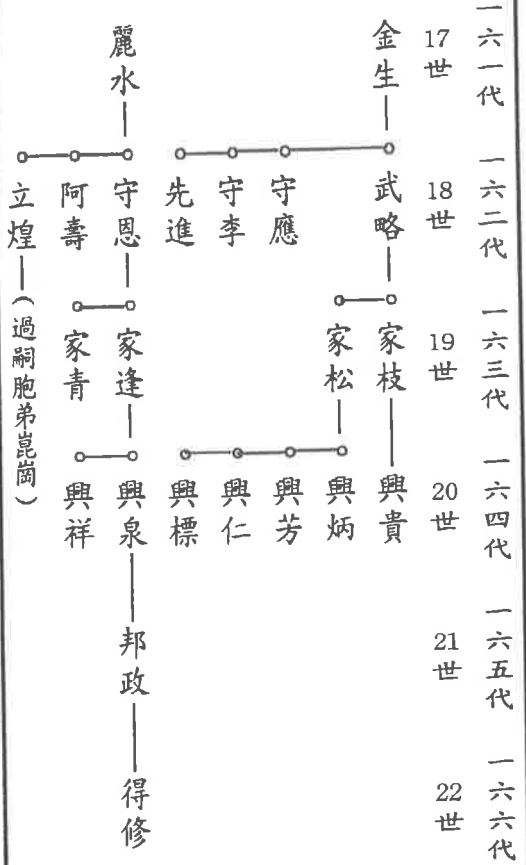 一六一代
一六二代
一六三代
一六四代
一六五代
一六六代
17世
18世
19世
20世
21世
22世
金生
武略
家枝
興貴
家松
興炳
守應
興芳
守李
興仁
先進
興標
麗水
守恩
家逢
興泉
邦政
得修
阿壽
家青
興祥
立煌
(過嗣胞弟崑崗)